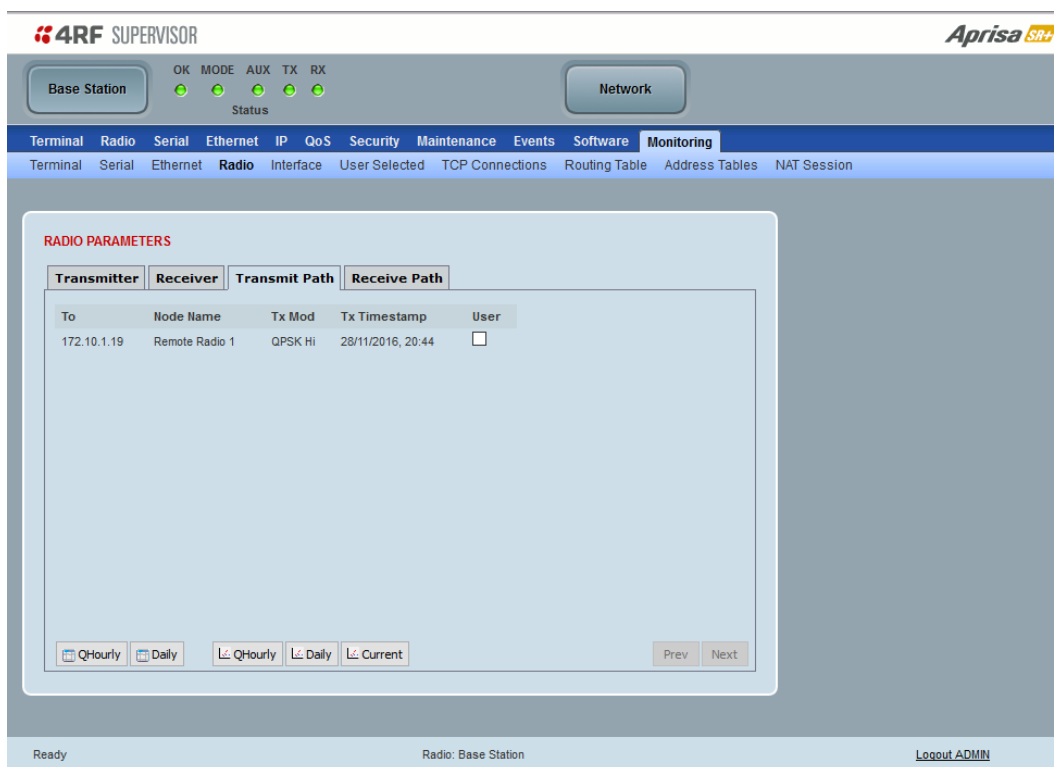 4RF SUPERVISOR
Aprisa SR+
Base Station
OK MODE AUX TX RX
Status
Network
Terminal Radio Serial Ethernet IP QoS Security Maintenance Events Software Monitoring
Terminal Serial Ethernet Radio Interface User Selected TCP Connections Routing Table Address Tables NAT Session
RADIO PARAMETERS
Transmitter Receiver Transmit Path Receive Path
To Node Name Tx Mod Tx Timestamp User
172.10.1.19 Remote Radio 1 QPSK Hi 28/11/2016, 20:44
QHourly Daily QHourly Daily Current Prev Next
Ready Radio: Base Station Logout ADMIN